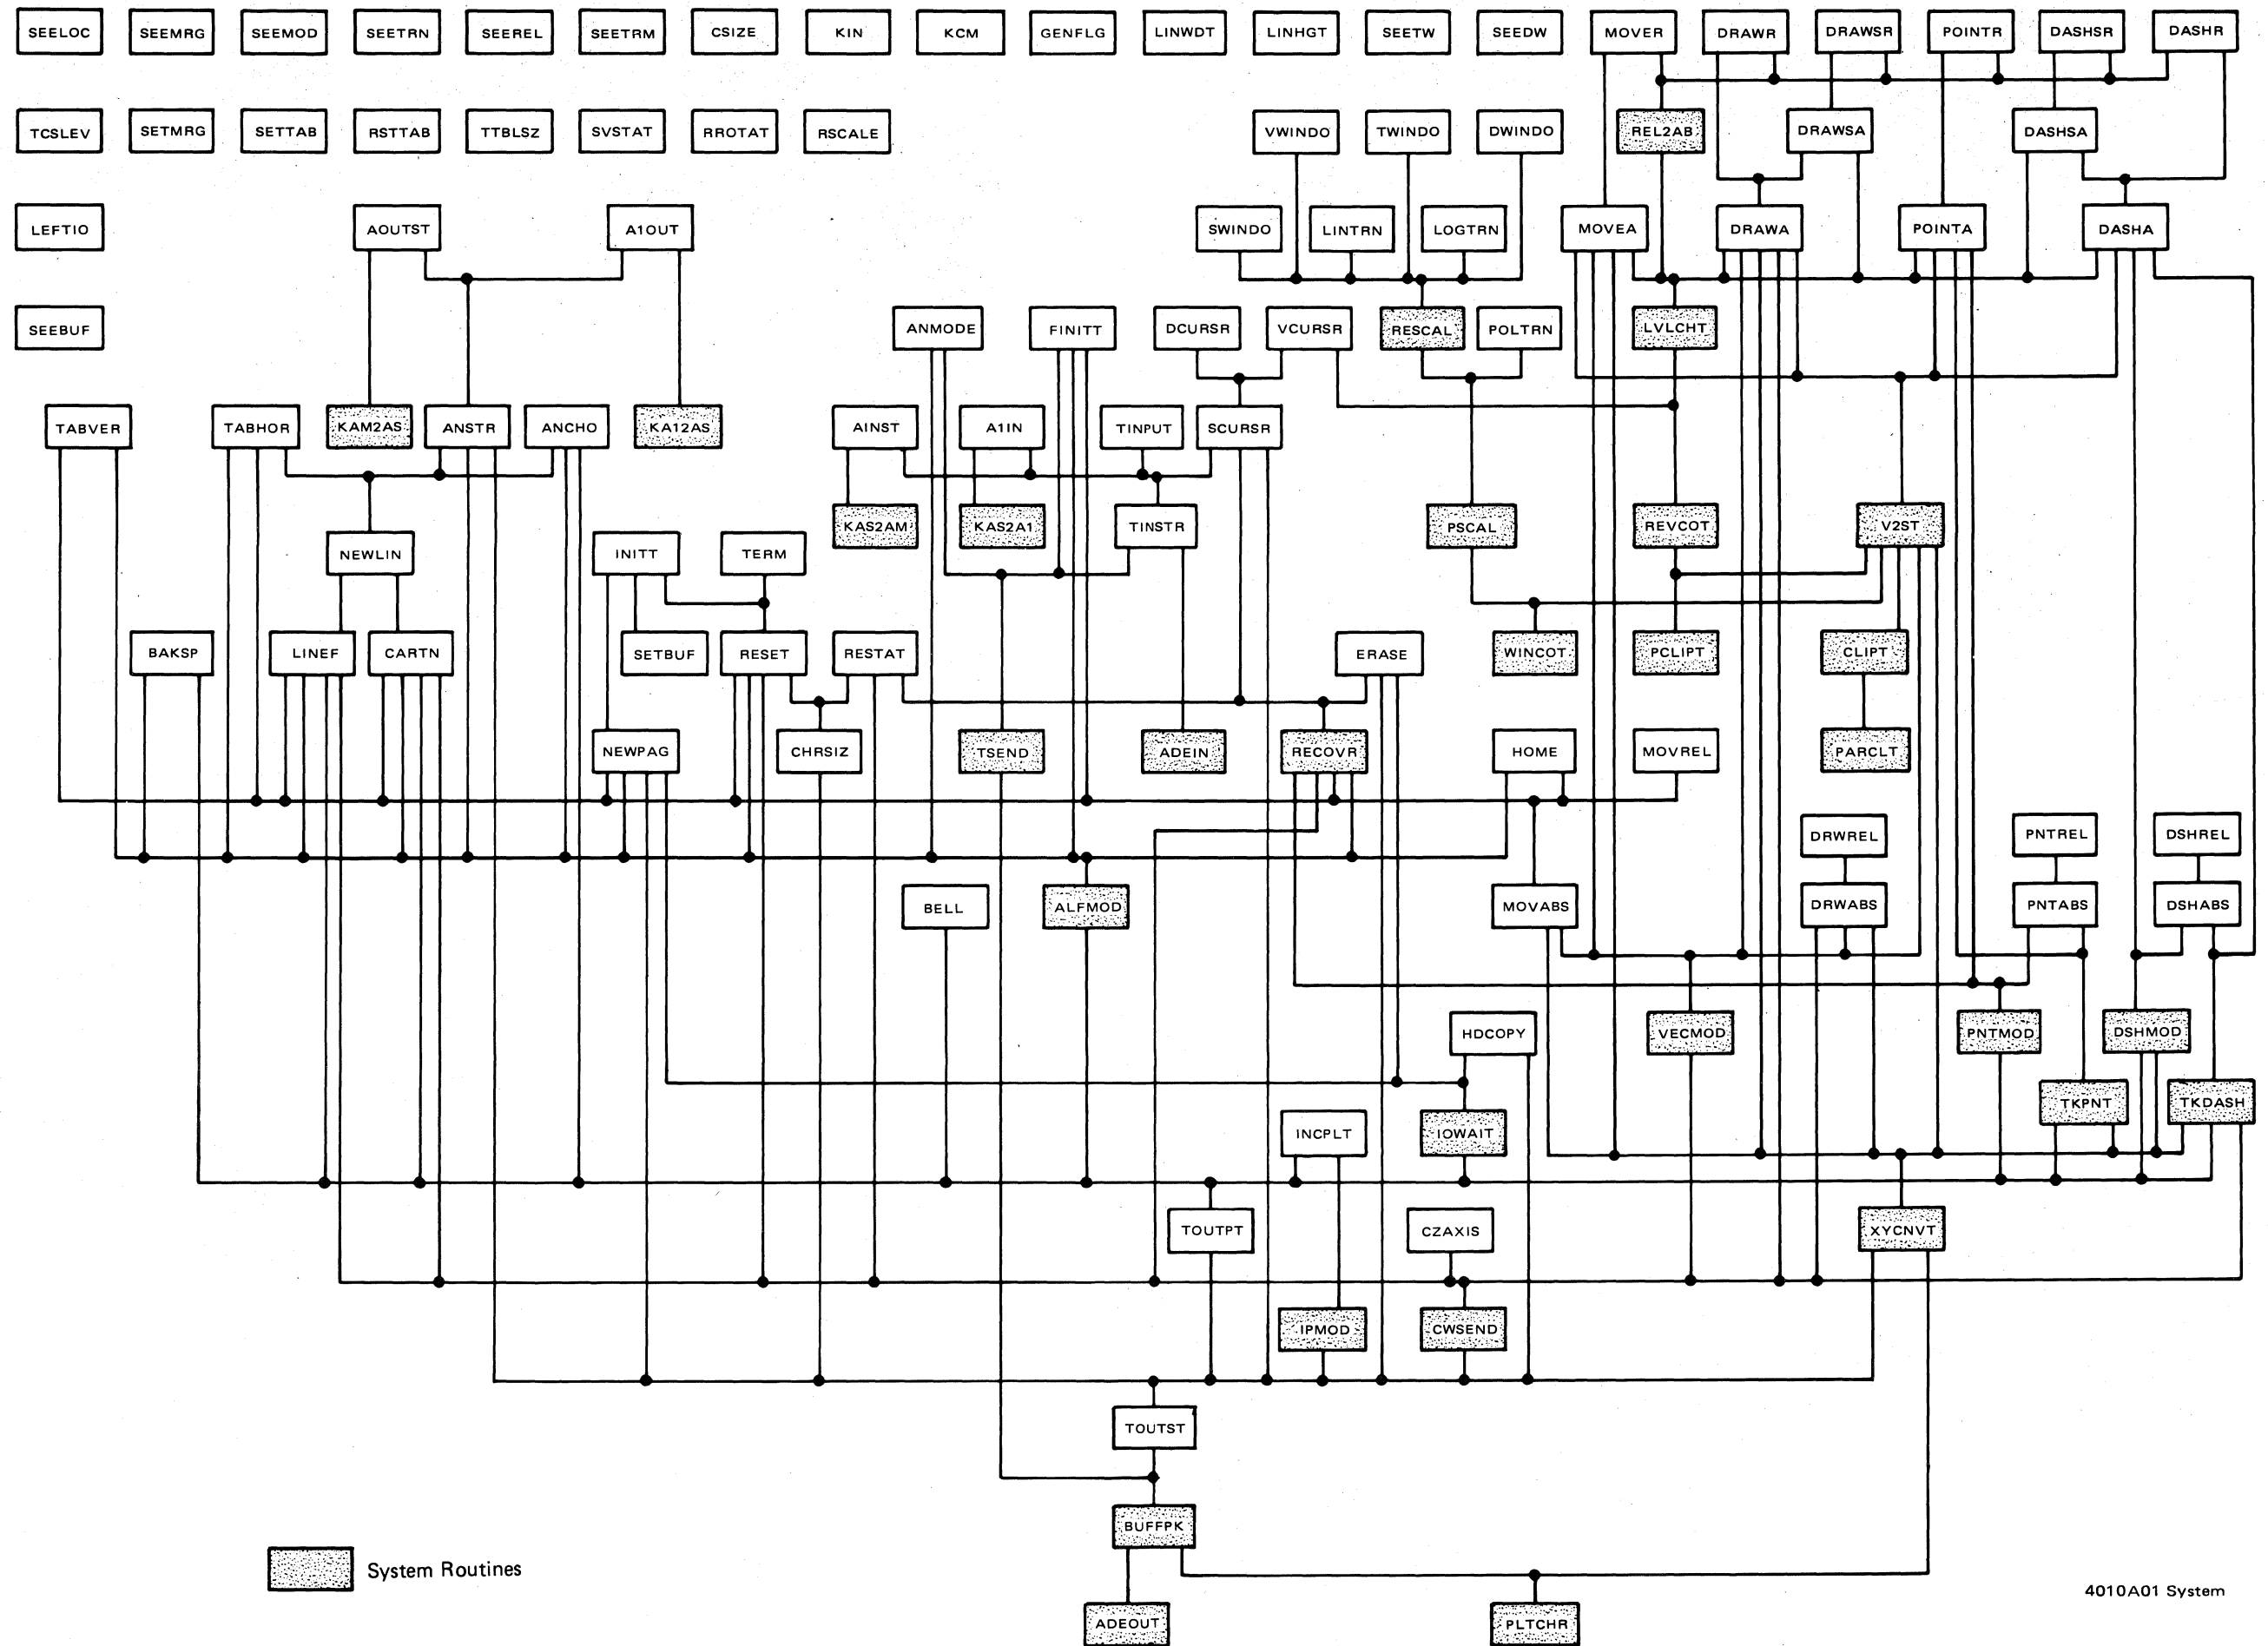 SEELOC SEEMRG SEEMOD SEETRN SEEREL SEETRM CSIZE KIN KCM GENFLG LINWDT LINHGT SEETW SEEDW MOVER DRAWR DRAWSR POINTR DASHSR DASHR
TCSLEV SETMRG SETTAB RSTTAB TTBLSZ SVSTAT RROTAT RSCALE VWINDO TWINDO DWINDO REL2AB DRAWSA DASHSA
LEFTIO AOUTST A1OUT SWINDO LINTRN LOGTRN MOVEA DRAWA POINTA DASHA
SEEBUF ANMODE FINITT DCURSR VCURSR RESCAL POLTRN LVLCHT
TABVER TABHOR KAM2AS ANSTR ANCHO KA12AS AINST A1IN TINPUT SCURSR
KAS2AM KAS2A1 TINSTR PSCAL REVCOT V2ST
NEWLIN INITT TERM
BAKSP LINEF CARTN SETBUF RESET RESTAT ERASE WINCOT PCLIPT CLIPT
NEWPAG CHRSIZ TSEND ADEIN RECOVR HOME MOVREL PARCLT
DRWREL PNTREL DSHREL
BELL ALFMOD MOVABS DRWABS PNTABS DSHABS
HDCOPY VECMOD PNTMOD DSHMOD
TKPNT TKDASH
INCPLT IOWAIT
TOUTPT CZAXIS XYCNVT
IPMOD CWSEND
TOUTST
BUFFPK
System Routines
4010A01 System
ADEOUT PLTCHR